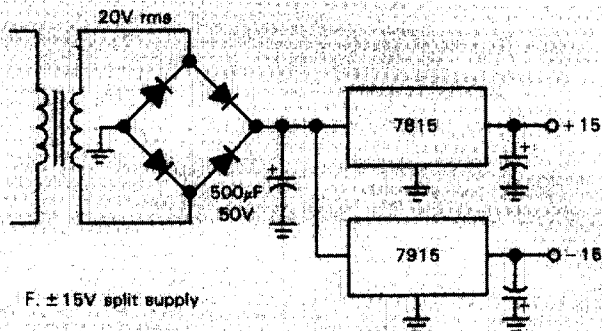 20V rms
7815
+15
+
+
500µF
50V
7915
-15
+
F. ±15V split supply